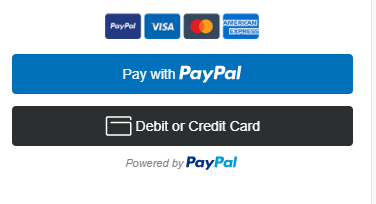 PayPal VISA AMERICAN
EXPRESS
Pay with PayPal
Debit or Credit Card
Powered by PayPal